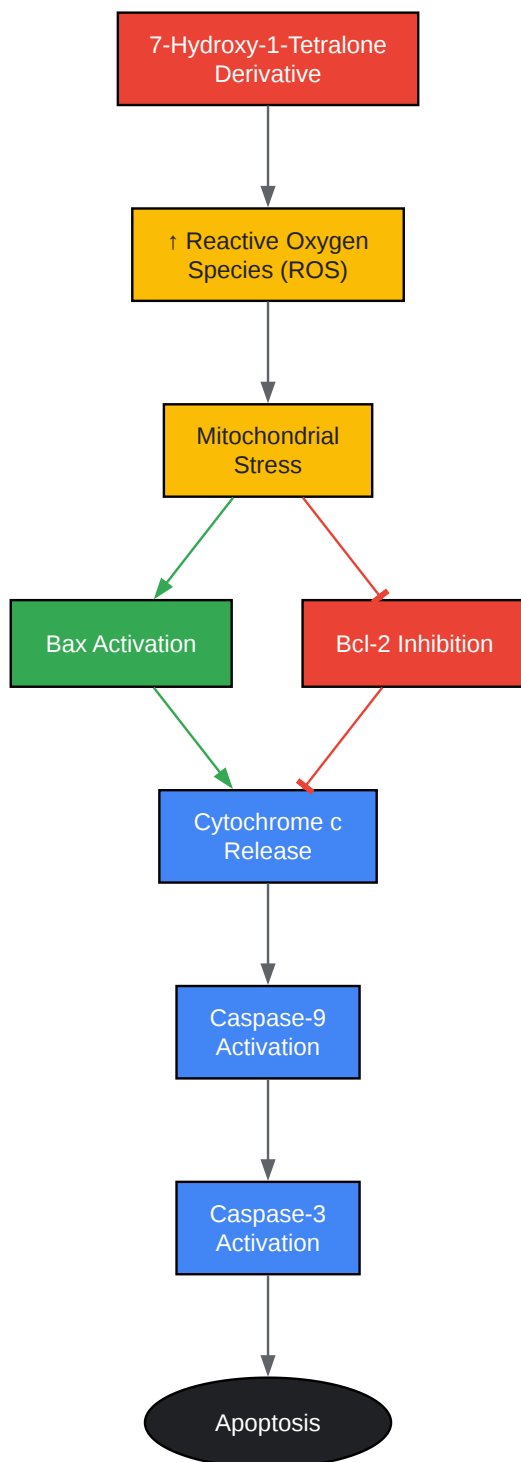 7-Hydroxy-1-Tetralone
Derivative
↑ Reactive Oxygen
Species (ROS)
Mitochondrial
Stress
Bax Activation
Bcl-2 Inhibition
Cytochrome c
Release
Caspase-9
Activation
Caspase-3
Activation
Apoptosis